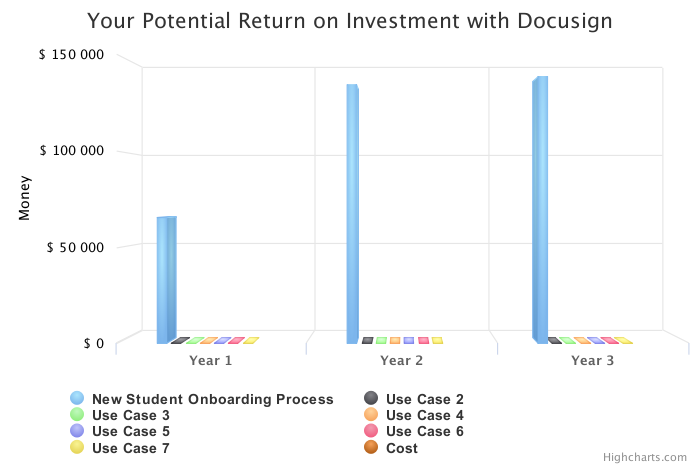 Your Potential Return on Investment with Docusign
$ 150 000
$ 100 000
$ 50 000
$ 0
Money
Year 1
Year 2
Year 3
New Student Onboarding Process
Use Case 2
Use Case 3
Use Case 4
Use Case 5
Use Case 6
Use Case 7
Cost
Highcharts.com